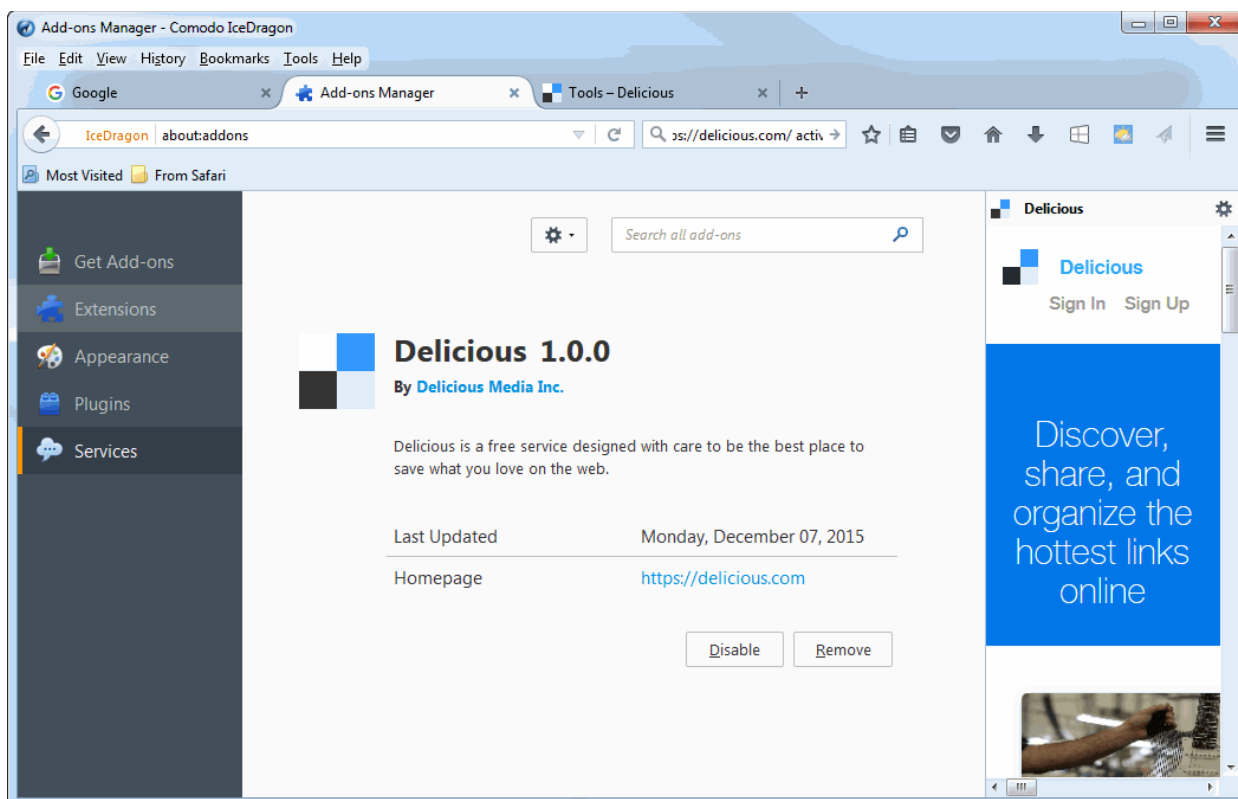 Add-ons Manager - Comodo IceDragon
File Edit View History Bookmarks Tools Help
Google
Add-ons Manager
Tools – Delicious
IceDragon about:addons
os://delicious.com/ activ
Most Visited From Safari
Get Add-ons
Extensions
Appearance
Plugins
Services
Search all add-ons
Delicious 1.0.0
By Delicious Media Inc.
Delicious is a free service designed with care to be the best place to
save what you love on the web.
Last Updated Monday, December 07, 2015
Homepage https://delicious.com
Disable Remove
Delicious
Delicious
Sign In Sign Up
Discover,
share, and
organize the
hottest links
online